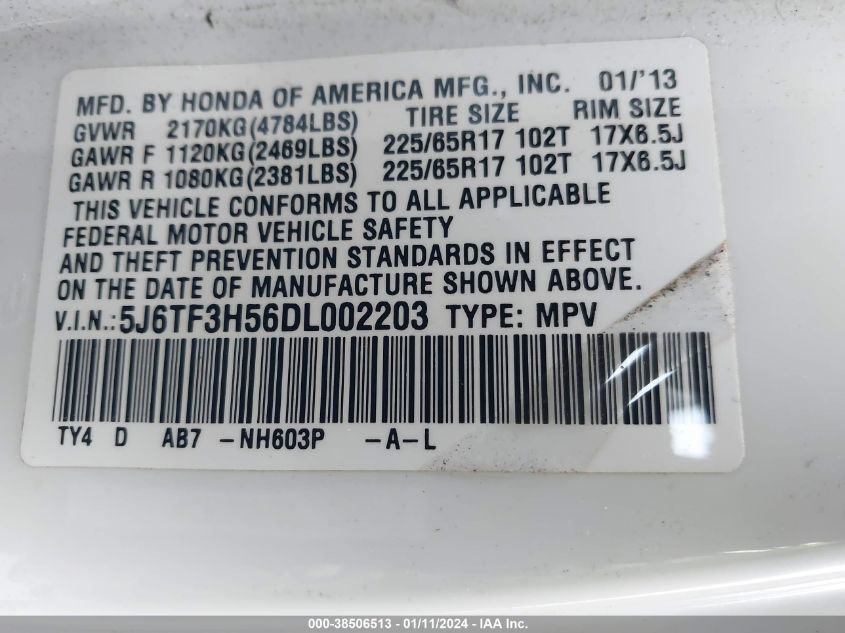 MFD. BY HONDA OF AMERICA MFG., INC. 01/'13
GVWR 2170KG(4784LBS) TIRE SIZE RIM SIZE
GAWR F 1120KG(2469LBS) 225/65R17 102T 17X6.5J
GAWR R 1080KG(2381LBS) 225/65R17 102T 17X6.5J
THIS VEHICLE CONFORMS TO ALL APPLICABLE
FEDERAL MOTOR VEHICLE SAFETY
AND THEFT PREVENTION STANDARDS IN EFFECT
ON THE DATE OF MANUFACTURE SHOWN ABOVE.
V.I.N.:5J6TF3H56DL002203 TYPE: MPV
TY4 D AB7 -NH603P -A-L
000-38506513 - 01/11/2024 - IAA Inc.